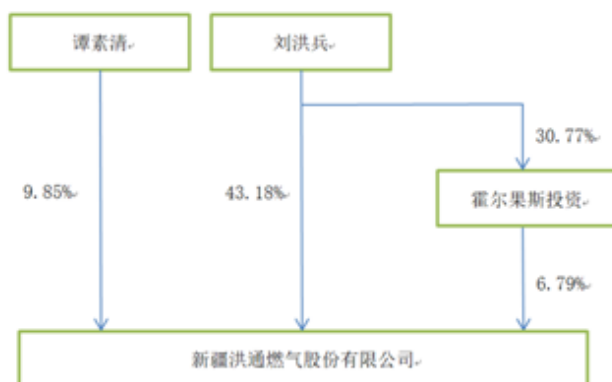 谭素清
刘洪兵
30.77%
9.85%
43.18%
霍尔果斯投资
6.79%
新疆洪通燃气股份有限公司